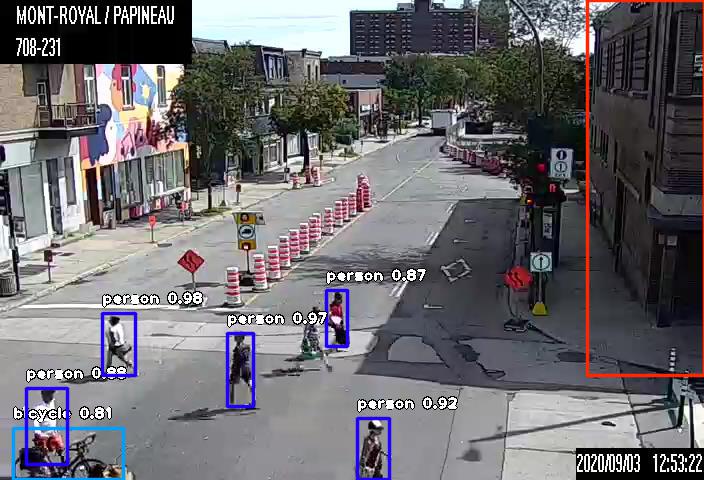 MONT-ROYAL / PAPINEAU
708-231
person 0.87
person 0.98
person 0.97
person 0.98
bicycle 0.81
person 0.92
2020/09/03 12:53:22